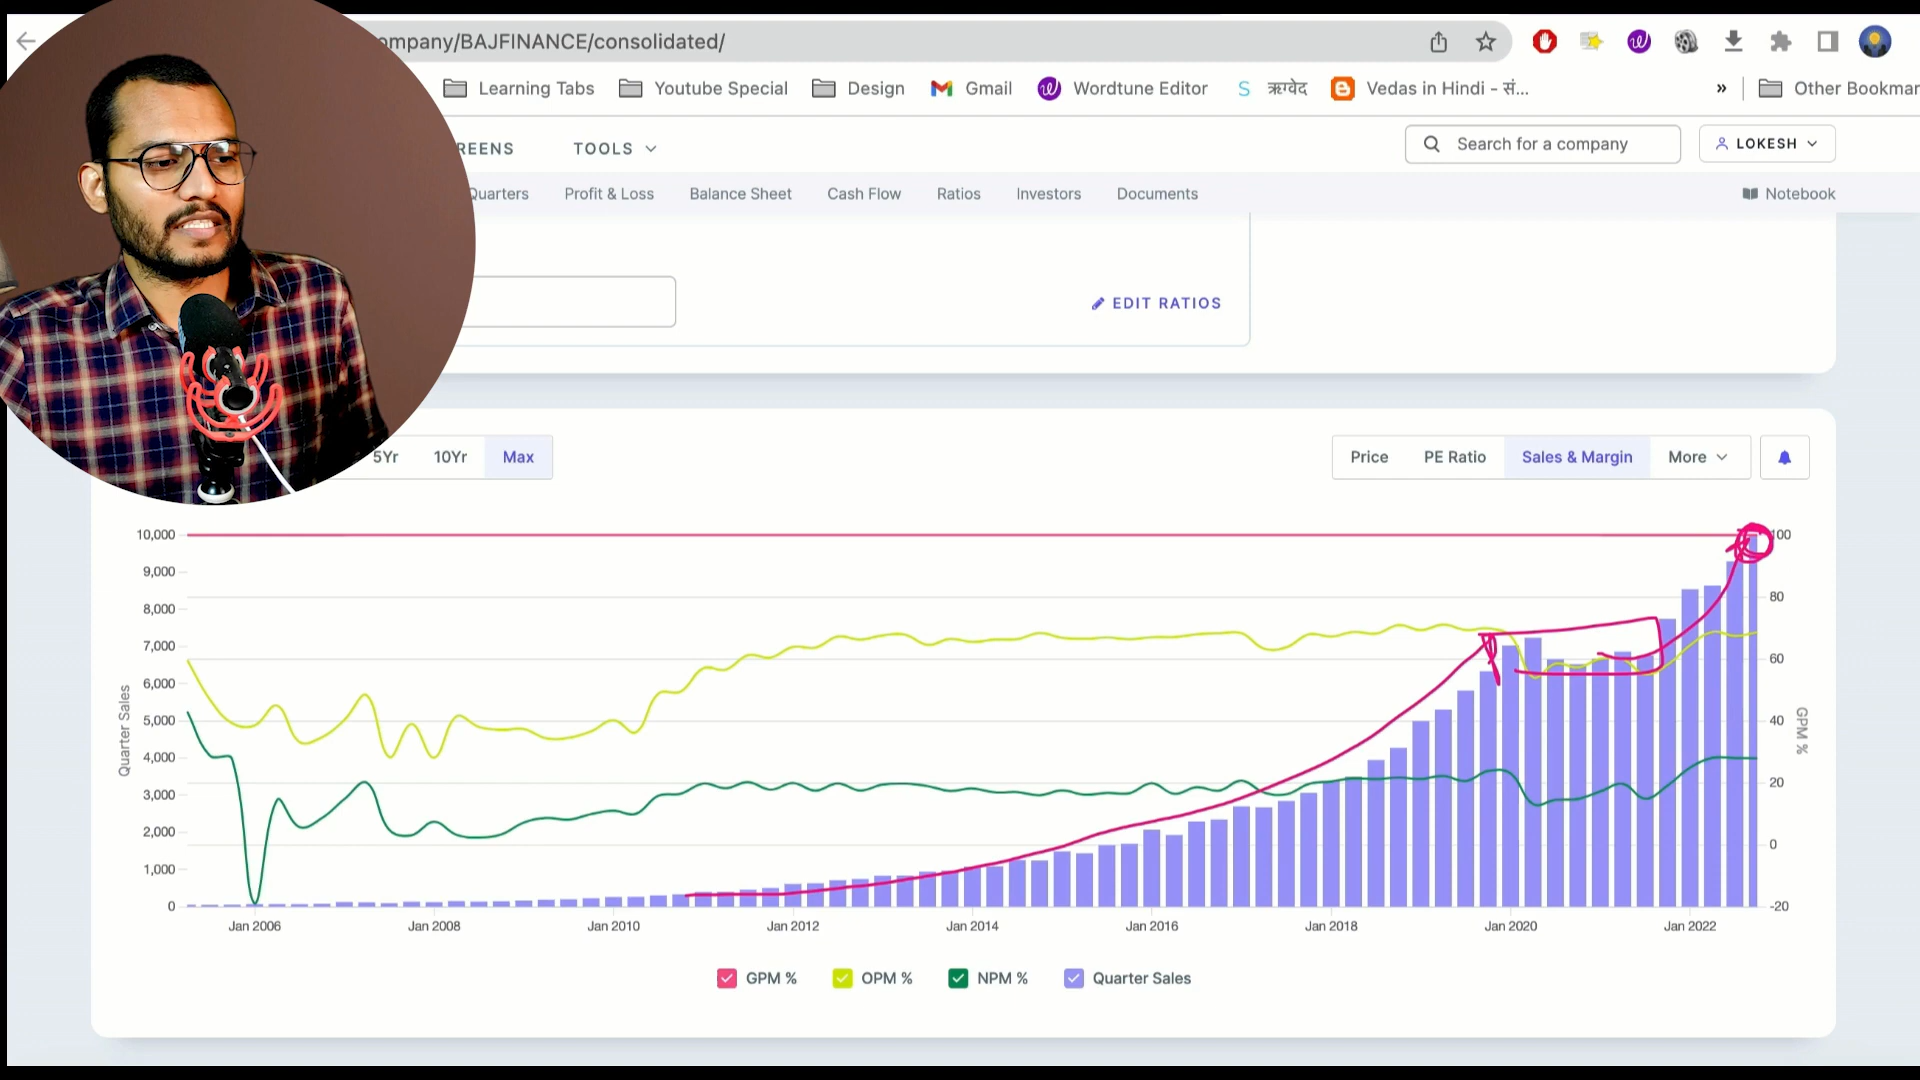 ompany/BAJFINANCE/consolidated/
Learning Tabs Youtube Special Design Gmail Wordtune Editor S ऋग्वेद Vedas in Hindi - सं... » Other Bookmar
REENS TOOLS Search for a company LOKESH
Quarters Profit & Loss Balance Sheet Cash Flow Ratios Investors Documents Notebook
EDIT RATIOS
5Yr 10Yr Max Price PE Ratio Sales & Margin More
10,000 100
9,000
8,000 80
7,000
6,000 60
5,000 40
4,000
3,000 20
2,000
1,000 0
0 -20
Quarter Sales
GPM %
Jan 2006 Jan 2008 Jan 2010 Jan 2012 Jan 2014 Jan 2016 Jan 2018 Jan 2020 Jan 2022
GPM % OPM % NPM % Quarter Sales